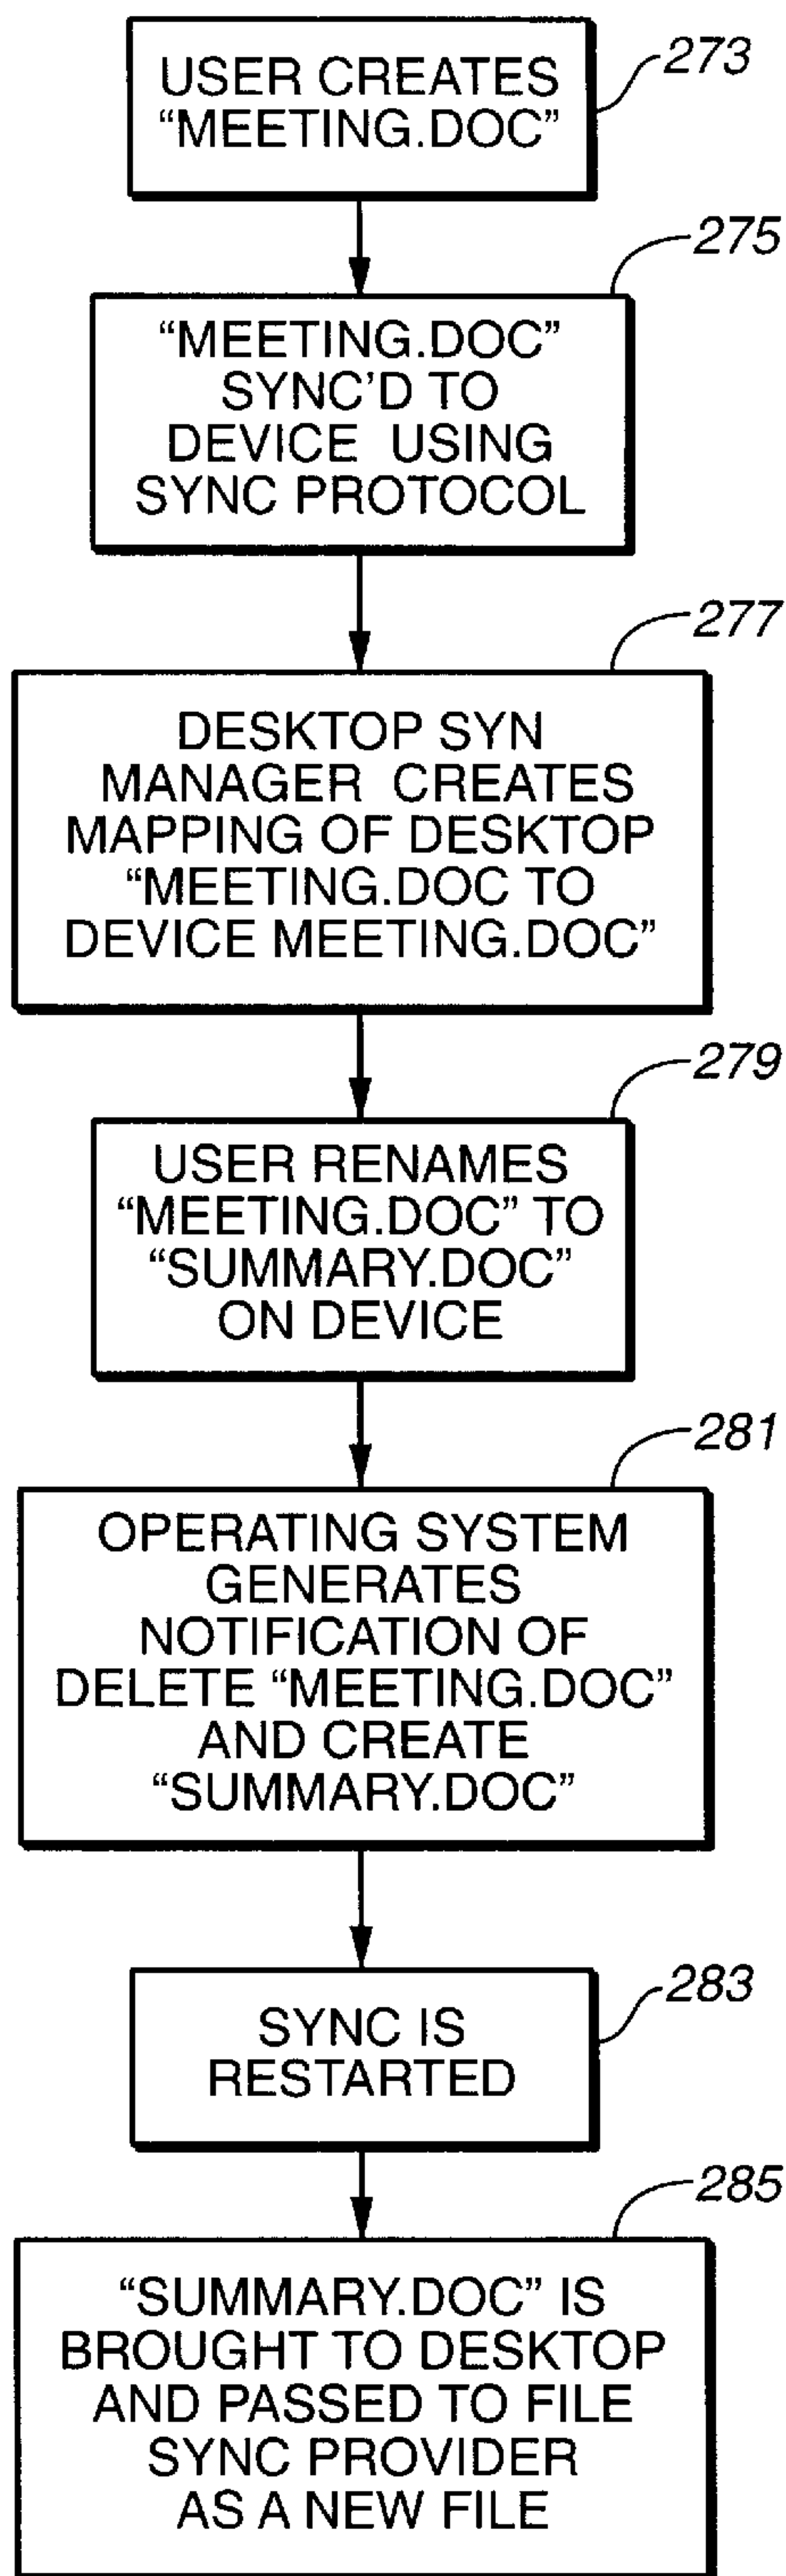 USER CREATES
“MEETING.DOC”
273
275
“MEETING.DOC”
SYNC’D TO
DEVICE USING
SYNC PROTOCOL
277
DESKTOP SYN
MANAGER CREATES
MAPPING OF DESKTOP
“MEETING.DOC TO
DEVICE MEETING.DOC”
279
USER RENAMES
“MEETING.DOC” TO
“SUMMARY.DOC”
ON DEVICE
281
OPERATING SYSTEM
GENERATES
NOTIFICATION OF
DELETE “MEETING.DOC”
AND CREATE
“SUMMARY.DOC”
283
SYNC IS
RESTARTED
285
“SUMMARY.DOC” IS
BROUGHT TO DESKTOP
AND PASSED TO FILE
SYNC PROVIDER
AS A NEW FILE